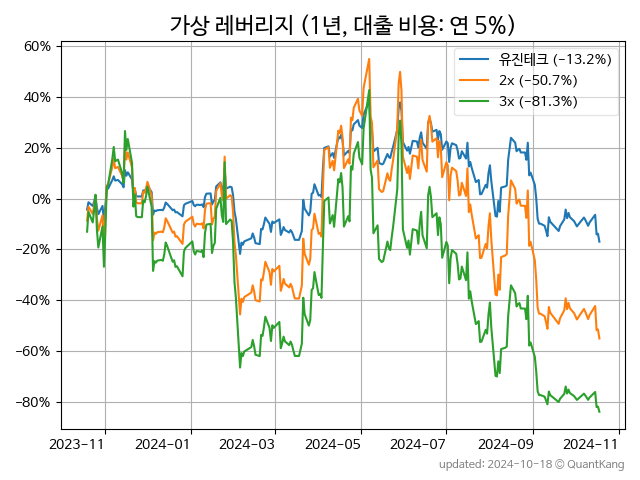 가상 레버리지 (1년, 대출 비용: 연 5%)
유진테크 (-13.2%)
2x (-50.7%)
3x (-81.3%)
60%
40%
20%
0%
-20%
-40%
-60%
-80%
2023-11 2024-01 2024-03 2024-05 2024-07 2024-09 2024-11
updated: 2024-10-18 © QuantKang